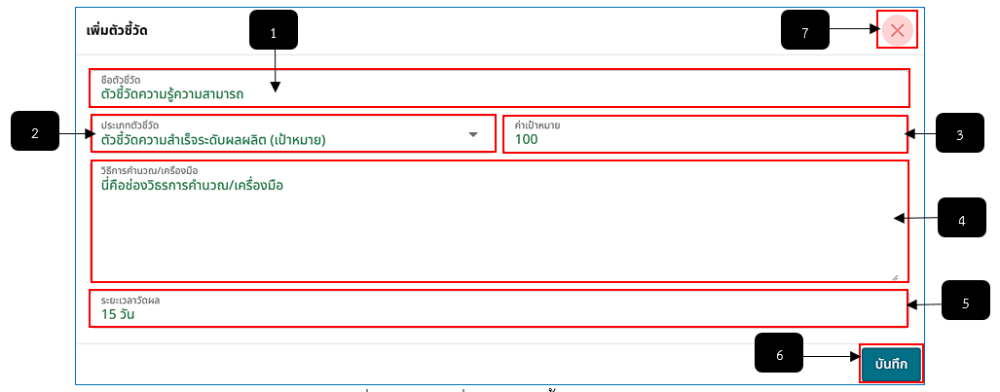 เพิ่มตัวชี้วัด
1
7
ชื่อตัวชี้วัด
ตัวชี้วัดความรู้ความสามารถ
2
ประเภทตัวชี้วัด
ตัวชี้วัดความสำเร็จระดับผลผลิต (เป้าหมาย)
ค่าเป้าหมาย
100
3
วิธีการคำนวณ/เครื่องมือ
นี่คือช่องวิธรการคำนวณ/เครื่องมือ
4
ระยะเวลาวัดผล
15 วัน
5
6
บันทึก